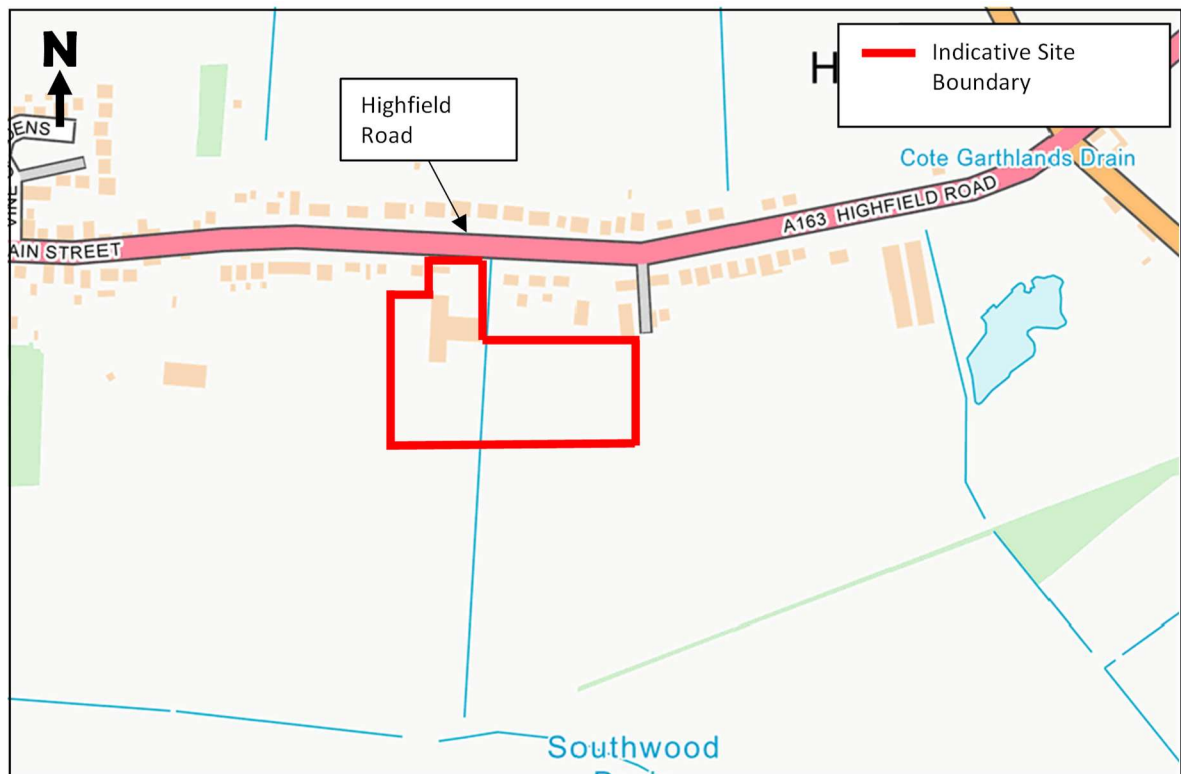 N
Highfield
Road
H
Indicative Site
Boundary
Cote Garthlands Drain
A163 HIGHFIELD ROAD
AIN STREET
ENS
Southwood